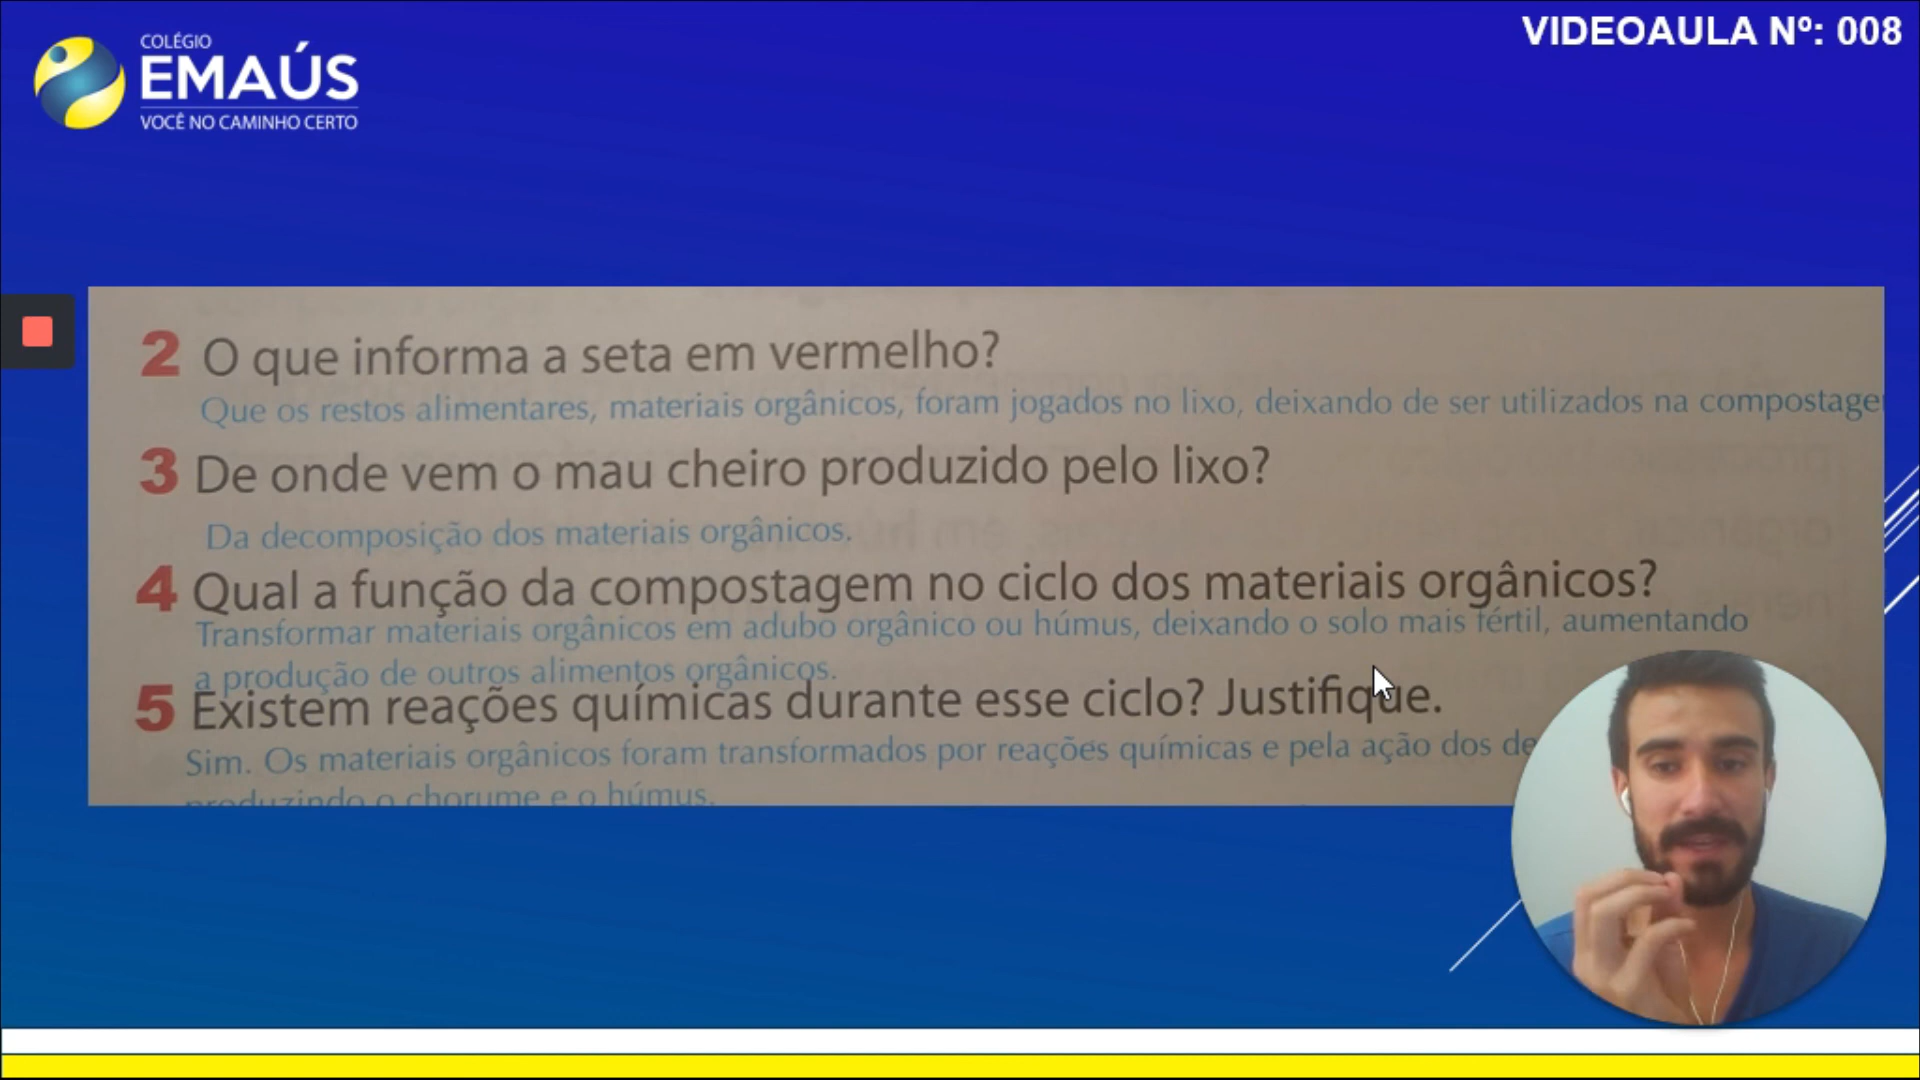 COLÉGIO
EMAÚS
VOCÊ NO CAMINHO CERTO
VIDEOAULA Nº: 008
2 O que informa a seta em vermelho?
Que os restos alimentares, materiais orgânicos, foram jogados no lixo, deixando de ser utilizados na compostage
3 De onde vem o mau cheiro produzido pelo lixo?
Da decomposição dos materiais orgânicos.
4 Qual a função da compostagem no ciclo dos materiais orgânicos?
Transformar materiais orgânicos em adubo orgânico ou húmus, deixando o solo mais fértil, aumentando
a produção de outros alimentos orgânicos.
5 Existem reações químicas durante esse ciclo? Justifique.
Sim. Os materiais orgânicos foram transformados por reações químicas e pela ação dos de
produzindo o chorume e o húmus.